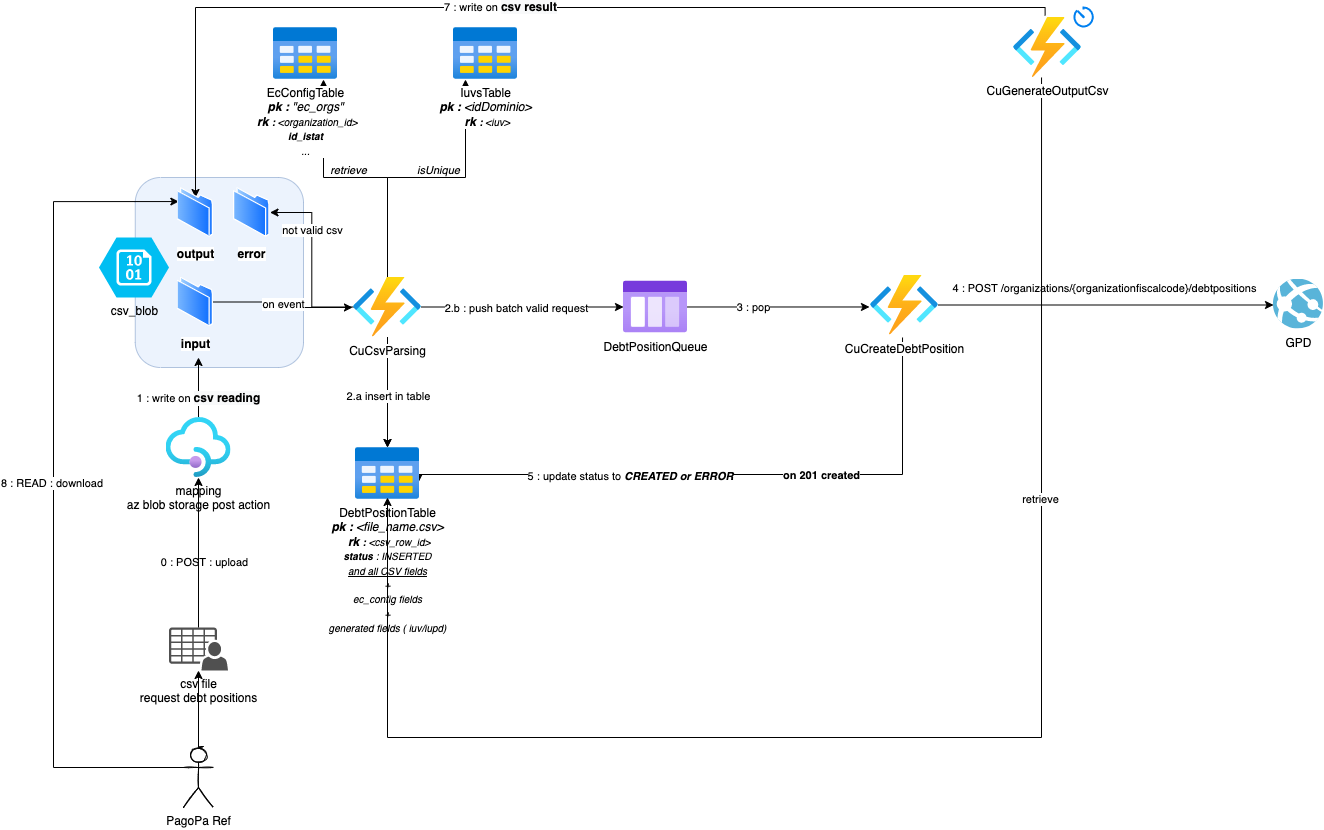 7 : write on csv result
EcConfigTable
pk : "ec_orgs"
rk : <organization_id>
id_istat
...
IuvsTable
pk : <idDominio>
rk : <iuv>
CuGenerateOutputCsv
retrieve
isUnique
output
error
not valid csv
10
01
csv_blob
input
on event
CuCsvParsing
2.b : push batch valid request
DebtPositionQueue
3 : pop
CuCreateDebtPosition
4 : POST /organizations/{organizationfiscalcode}/debtpositions
GPD
1 : write on csv reading
2.a insert in table
mapping
az blob storage post action
8 : READ : download
5 : update status to CREATED or ERROR
on 201 created
retrieve
DebtPositionTable
pk : <file_name.csv>
rk : <csv_row_id>
status : INSERTED
and all CSV fields
+
ec_config fields
+
generated fields ( iuv/iupd)
0 : POST : upload
csv file
request debt positions
PagoPa Ref